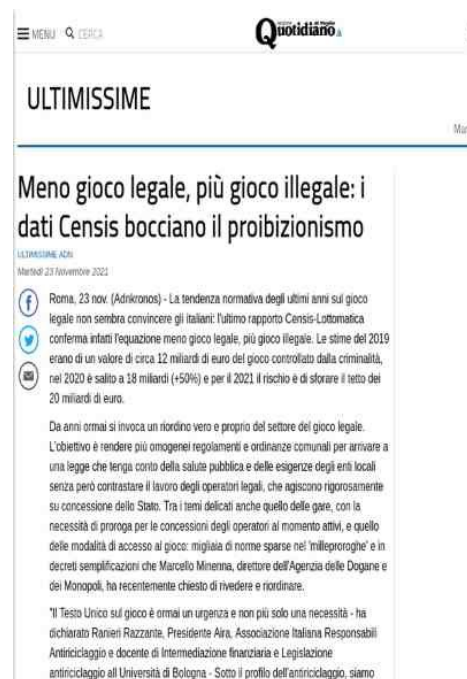 MENU CERCA
Quotidiano
ULTIMISSIME
Mar
Meno gioco legale, più gioco illegale: i
dati Censis bocciano il proibizionismo
ULTIMISSIME ADN
Martedì 23 Novembre 2021
Roma, 23 nov. (Adnkronos) - La tendenza normativa degli ultimi anni sul gioco
legale non sembra convincere gli italiani: l'ultimo rapporto Censis-Lottomatica
conferma infatti l'equazione meno gioco legale, più gioco illegale. Le stime del 2019
erano di un valore di circa 12 miliardi di euro del gioco controllato dalla criminalità,
nel 2020 è salito a 18 miliardi (+50%) e per il 2021 il rischio è di sforare il tetto dei
20 miliardi di euro.
Da anni ormai si invoca un riordino vero e proprio del settore del gioco legale.
L'obiettivo è rendere più omogenei regolamenti e ordinanze comunali per arrivare a
una legge che tenga conto della salute pubblica e delle esigenze degli enti locali
senza però contrastare il lavoro degli operatori legali, che agiscono rigorosamente
su concessione dello Stato. Tra i temi delicati anche quello delle gare, con la
necessità di proroga per le concessioni degli operatori al momento attivi, e quello
delle modalità di accesso al gioco: migliaia di norme sparse nel 'milleproroghe' e in
decreti semplificazioni che Marcello Minenna, direttore dell'Agenzia delle Dogane e
dei Monopoli, ha recentemente chiesto di rivedere e riordinare.
"Il Testo Unico sul gioco è ormai un urgenza e non più solo una necessità - ha
dichiarato Ranieri Razzante, Presidente Aira, Associazione Italiana Responsabili
Antiriciclaggio e docente di Intermediazione finanziaria e Legislazione
antiriciclaggio all Università di Bologna - Sotto il profilo dell'antiriciclaggio, siamo